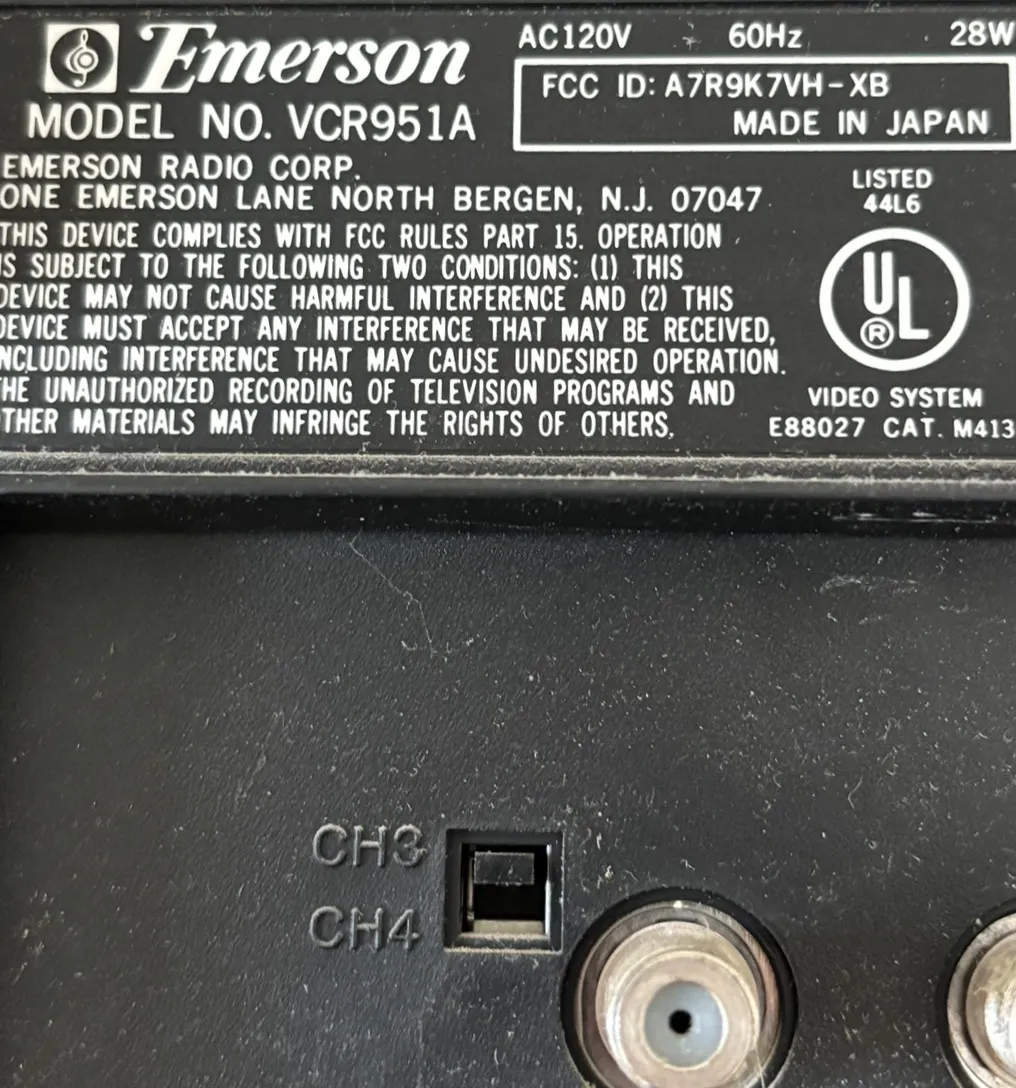 Emerson
MODEL NO. VCR951A
AC120V 60Hz 28W
FCC ID: A7R9K7VH-XB
MADE IN JAPAN
EMERSON RADIO CORP.
ONE EMERSON LANE NORTH BERGEN, N.J. 07047
THIS DEVICE COMPLIES WITH FCC RULES PART 15. OPERATION
IS SUBJECT TO THE FOLLOWING TWO CONDITIONS: (1) THIS
DEVICE MAY NOT CAUSE HARMFUL INTERFERENCE AND (2) THIS
DEVICE MUST ACCEPT ANY INTERFERENCE THAT MAY BE RECEIVED,
INCLUDING INTERFERENCE THAT MAY CAUSE UNDESIRED OPERATION.
THE UNAUTHORIZED RECORDING OF TELEVISION PROGRAMS AND
OTHER MATERIALS MAY INFRINGE THE RIGHTS OF OTHERS.
LISTED
44L6
UL
®
VIDEO SYSTEM
E88027 CAT. M413
CH3
CH4